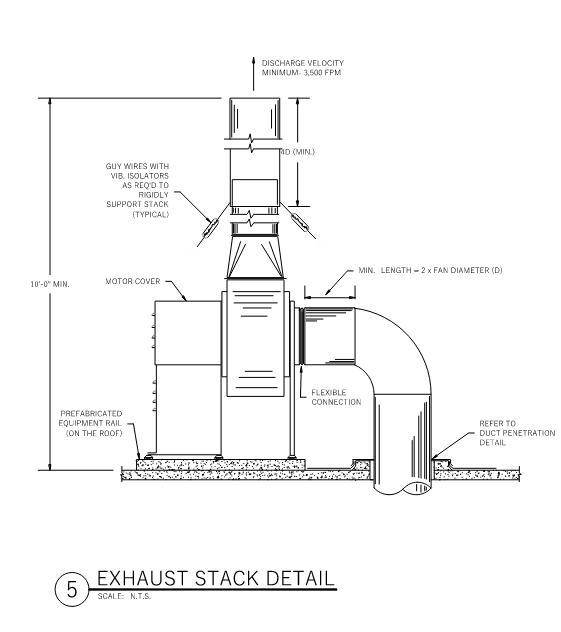 DISCHARGE VELOCITY
MINIMUM- 3,500 FPM
4D (MIN.)
GUY WIRES WITH
VIB. ISOLATORS
AS REQ'D TO
RIGIDLY
SUPPORT STACK
(TYPICAL)
10'-0" MIN.
MOTOR COVER
MIN. LENGTH = 2 x FAN DIAMETER (D)
FLEXIBLE
CONNECTION
PREFABRICATED
EQUIPMENT RAIL
(ON THE ROOF)
REFER TO
DUCT PENETRATION
DETAIL
5 EXHAUST STACK DETAIL
SCALE: N.T.S.